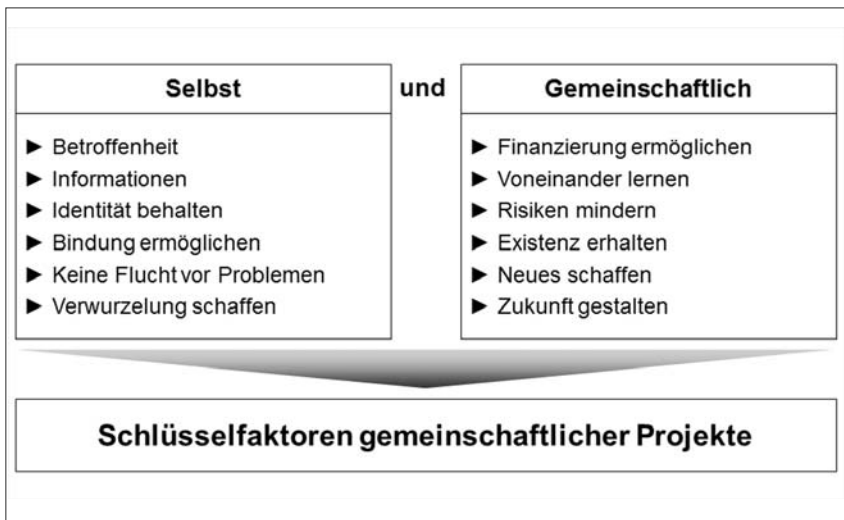 Selbst
und
Gemeinschaftlich
► Betroffenheit
► Informationen
► Identität behalten
► Bindung ermöglichen
► Keine Flucht vor Problemen
► Verwurzelung schaffen
► Finanzierung ermöglichen
► Voneinander lernen
► Risiken mindern
► Existenz erhalten
► Neues schaffen
► Zukunft gestalten
Schlüsselfaktoren gemeinschaftlicher Projekte